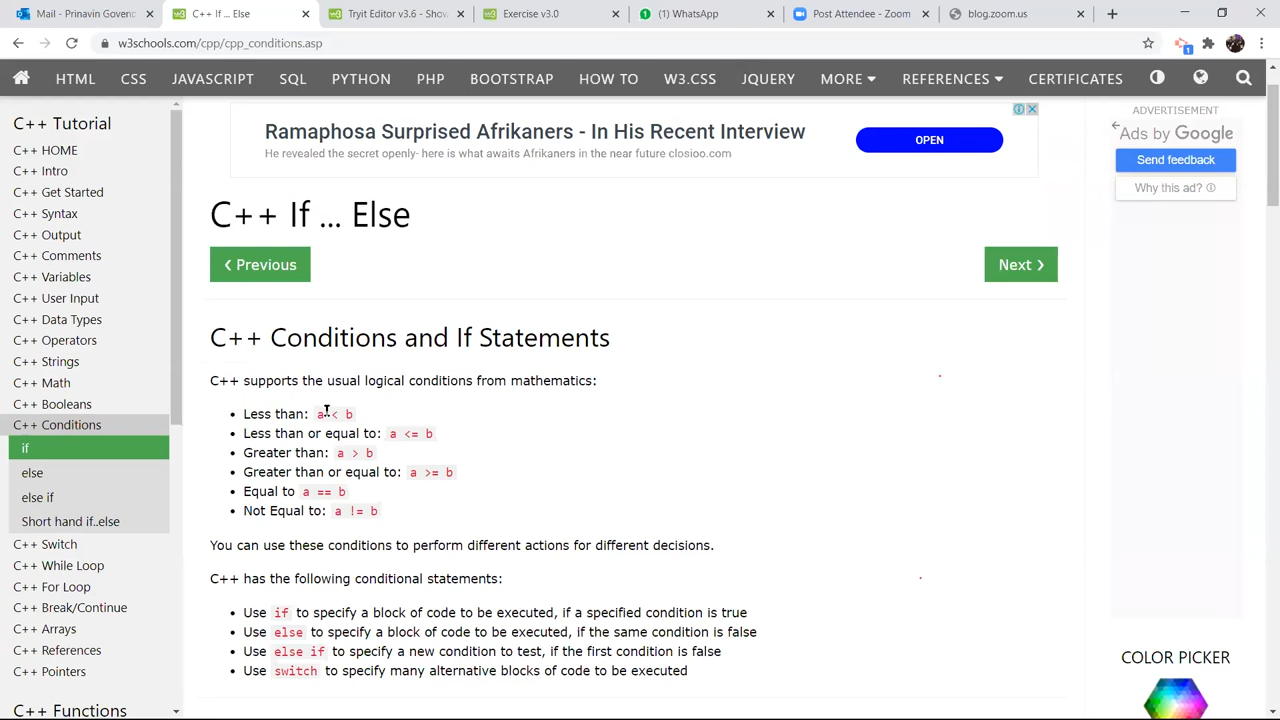 Mail - Prinavin Govenc
C++ If ... Else
Tryit Editor v3.6 - Show
Exercise v3.0
(1) WhatsApp
Post Attendee - Zoom
blog.zoom.us
w3schools.com/cpp/cpp_conditions.asp
1
HTML CSS JAVASCRIPT SQL PYTHON PHP BOOTSTRAP HOW TO W3.CSS JQUERY MORE REFERENCES CERTIFICATES
C++ Tutorial
C++ HOME
C++ Intro
C++ Get Started
C++ Syntax
C++ Output
C++ Comments
C++ Variables
C++ User Input
C++ Data Types
C++ Operators
C++ Strings
C++ Math
C++ Booleans
C++ Conditions
if
else
else if
Short hand if..else
C++ Switch
C++ While Loop
C++ For Loop
C++ Break/Continue
C++ Arrays
C++ References
C++ Pointers
C++ Functions
Ramaphosa Surprised Afrikaners - In His Recent Interview
He revealed the secret openly- here is what awaits Afrikaners in the near future closioo.com
OPEN
C++ If ... Else
❮ Previous
Next ❯
C++ Conditions and If Statements
C++ supports the usual logical conditions from mathematics:
• Less than: a < b
• Less than or equal to: a <= b
• Greater than: a > b
• Greater than or equal to: a >= b
• Equal to a == b
• Not Equal to: a != b
You can use these conditions to perform different actions for different decisions.
C++ has the following conditional statements:
• Use if to specify a block of code to be executed, if a specified condition is true
• Use else to specify a block of code to be executed, if the same condition is false
• Use else if to specify a new condition to test, if the first condition is false
• Use switch to specify many alternative blocks of code to be executed
ADVERTISEMENT
Ads by Google
Send feedback
Why this ad?
COLOR PICKER